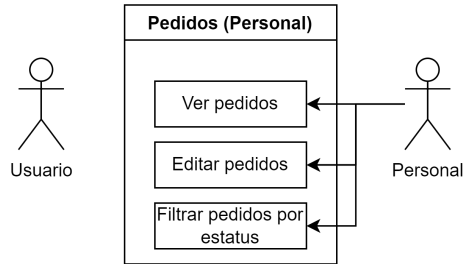 Pedidos (Personal)
Ver pedidos
Editar pedidos
Usuario
Personal
Filtrar pedidos por
estatus